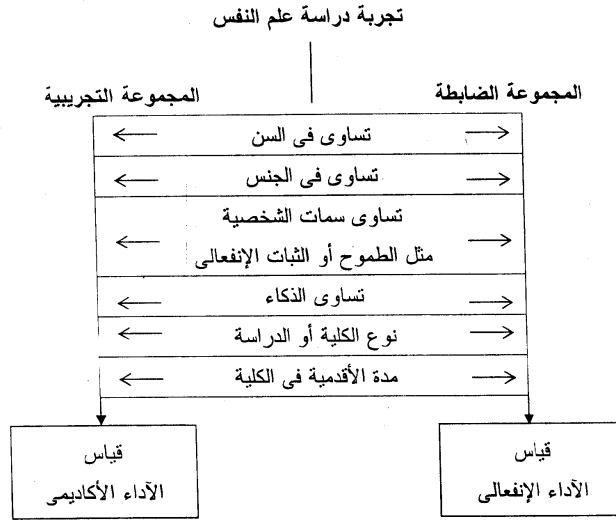 تجربة دراسة علم النفس
المجموعة الضابطة
المجموعة التجريبية
تساوى فى السن
تساوى فى الجنس
تساوى سمات الشخصية
مثل الطموح أو الثبات الإنفعالى
تساوى الذكاء
نوع الكلية أو الدراسة
مدة الأقدمية فى الكلية
قياس
الآداء الإنفعالى
قياس
الآداء الأكاديمى